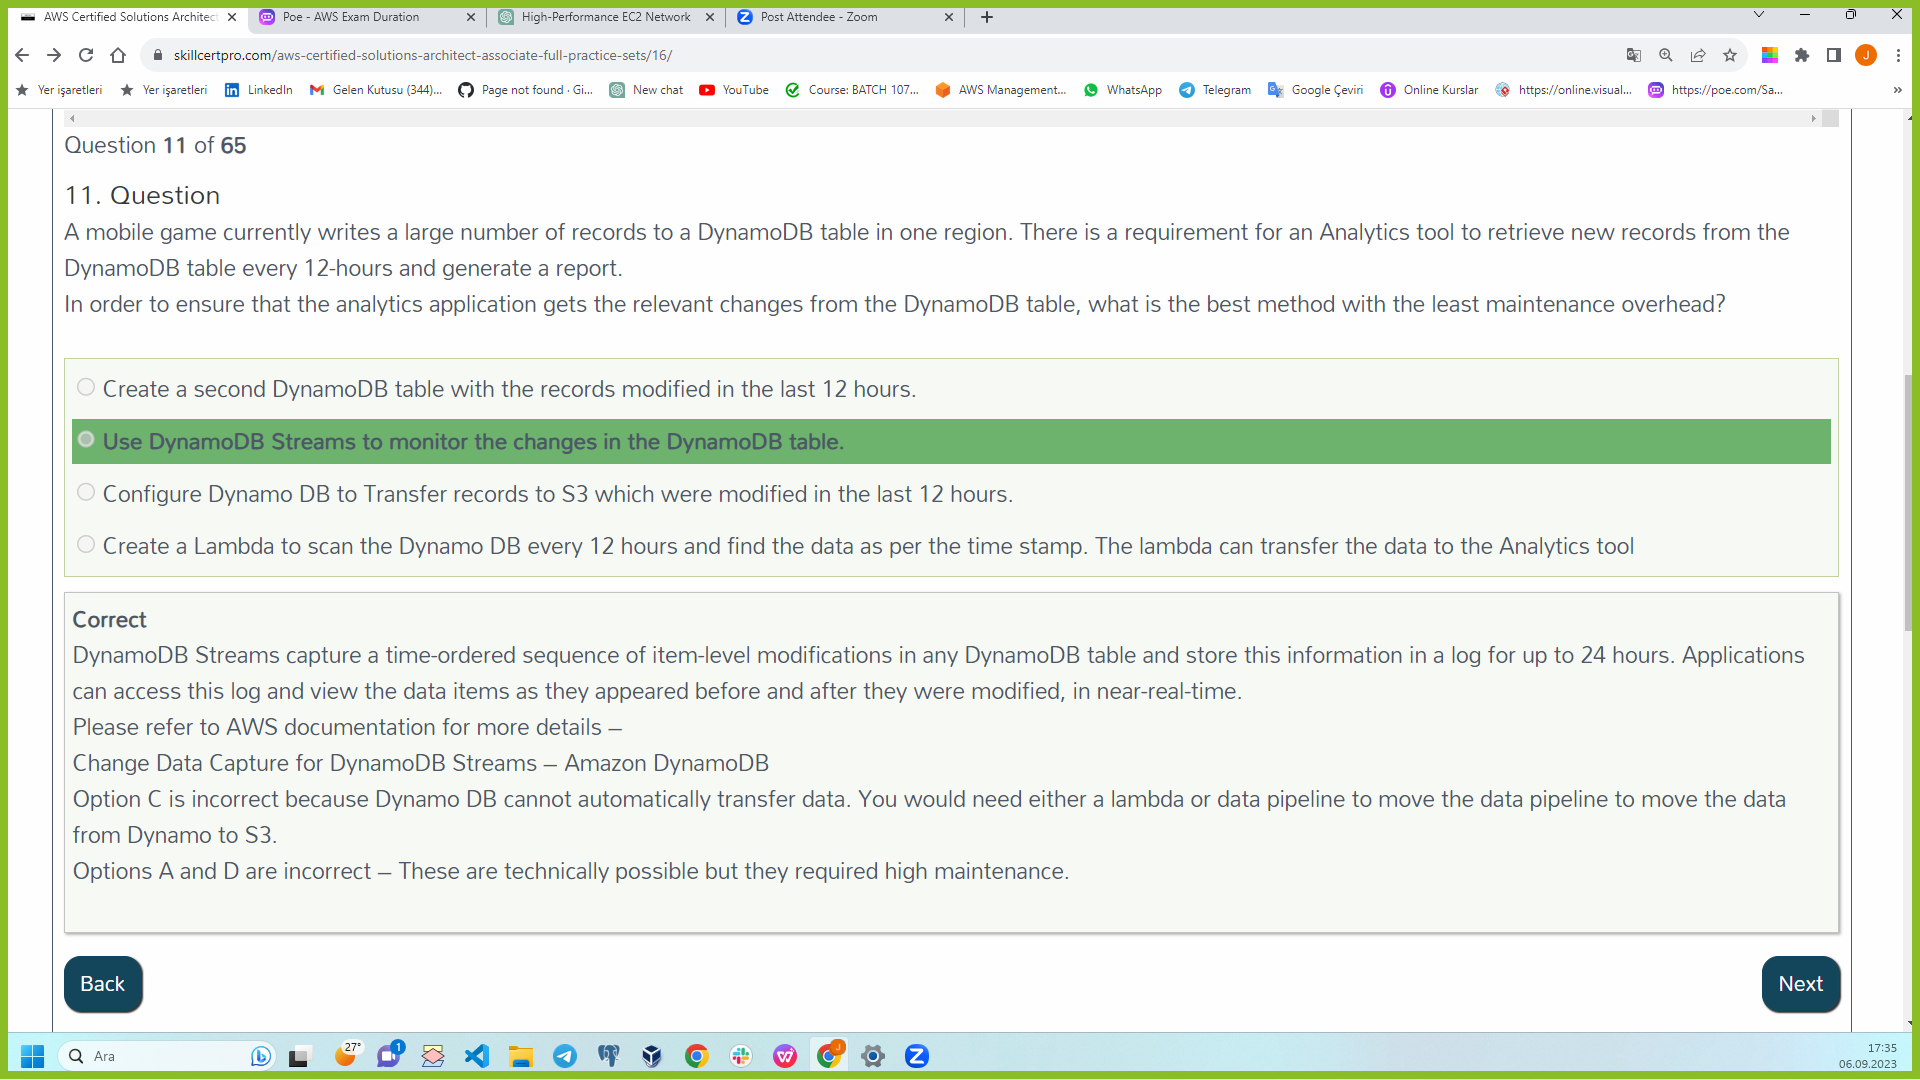 AWS Certified Solutions Architect
Poe - AWS Exam Duration
High-Performance EC2 Network
Post Attendee - Zoom
skillcertpro.com/aws-certified-solutions-architect-associate-full-practice-sets/16/
J
Yer işaretleri
Yer işaretleri
LinkedIn
Gelen Kutusu (344)...
Page not found · Gi...
New chat
YouTube
Course: BATCH 107...
AWS Management...
WhatsApp
Telegram
Google Çeviri
Online Kurslar
https://online.visual...
https://poe.com/Sa...
Question 11 of 65
11. Question
A mobile game currently writes a large number of records to a DynamoDB table in one region. There is a requirement for an Analytics tool to retrieve new records from the
DynamoDB table every 12-hours and generate a report.
In order to ensure that the analytics application gets the relevant changes from the DynamoDB table, what is the best method with the least maintenance overhead?
Create a second DynamoDB table with the records modified in the last 12 hours.
Use DynamoDB Streams to monitor the changes in the DynamoDB table.
Configure Dynamo DB to Transfer records to S3 which were modified in the last 12 hours.
Create a Lambda to scan the Dynamo DB every 12 hours and find the data as per the time stamp. The lambda can transfer the data to the Analytics tool
Correct
DynamoDB Streams capture a time-ordered sequence of item-level modifications in any DynamoDB table and store this information in a log for up to 24 hours. Applications
can access this log and view the data items as they appeared before and after they were modified, in near-real-time.
Please refer to AWS documentation for more details –
Change Data Capture for DynamoDB Streams – Amazon DynamoDB
Option C is incorrect because Dynamo DB cannot automatically transfer data. You would need either a lambda or data pipeline to move the data pipeline to move the data
from Dynamo to S3.
Options A and D are incorrect – These are technically possible but they required high maintenance.
Back
Next
Ara
27°
1
J
17:35
06.09.2023